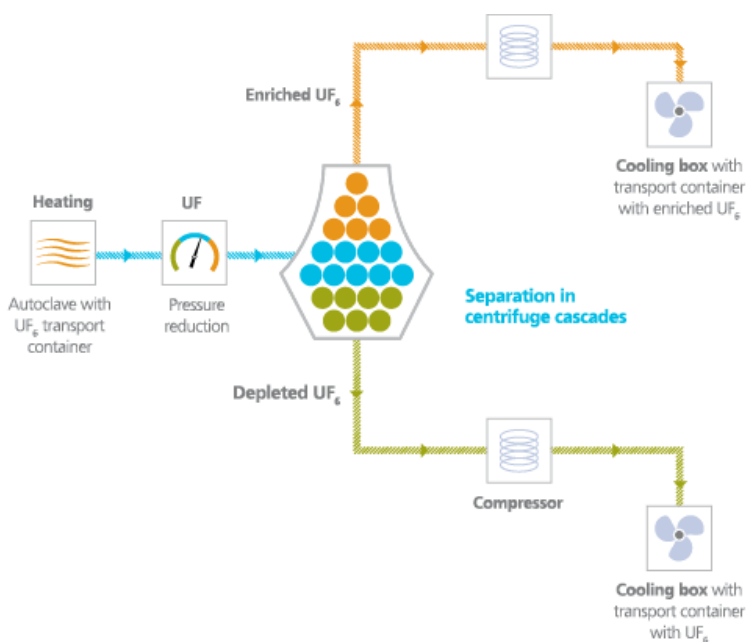 Enriched UF₆
Cooling box with
transport container
with enriched UF₆
Heating
UF
Autoclave with
UF₆ transport
container
Pressure
reduction
Separation in
centrifuge cascades
Depleted UF₆
Compressor
Cooling box with
transport container
with UF₆